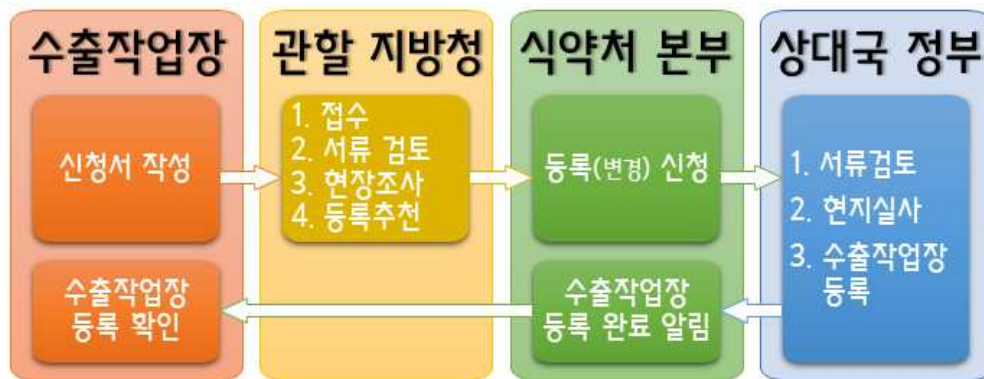 수출작업장
신청서 작성
수출작업장
등록 확인
관할 지방청
1. 접수
2. 서류 검토
3. 현장조사
4. 등록추천
식약처 본부
등록(변경) 신청
수출작업장
등록 완료 알림
상대국 정부
1. 서류검토
2. 현지실사
3. 수출작업장
등록